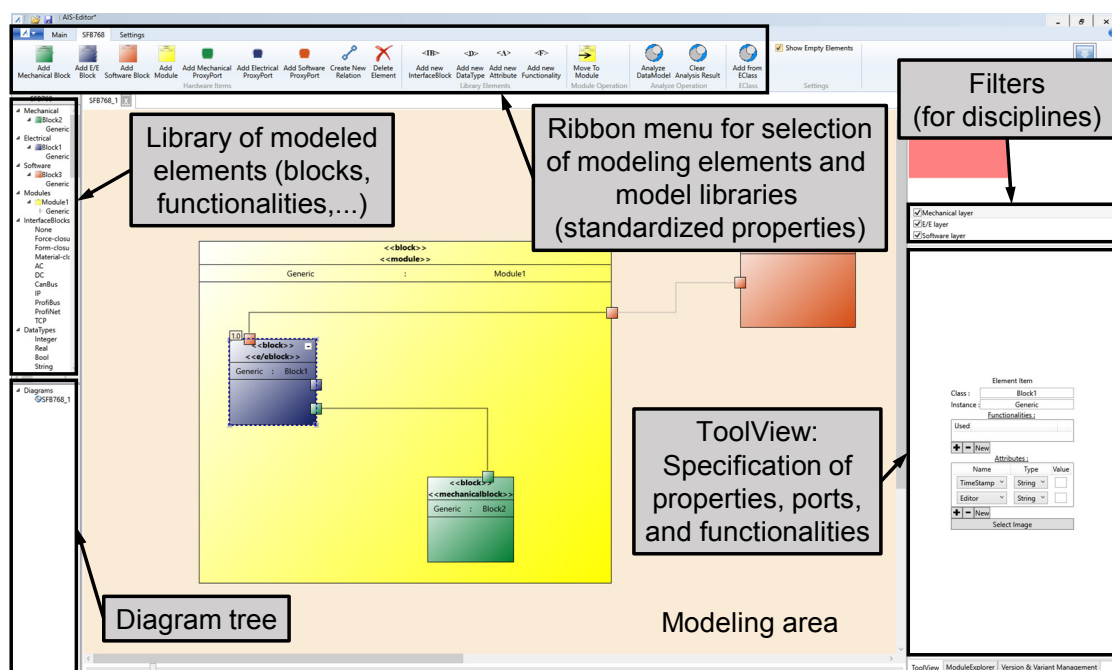 AIS-Editor*
Main SFB768 Settings
Add Mechanical Block
Add E/E Block
Add Software Block
Add Module
Add Mechanical ProxyPort
Add Electrical ProxyPort
Add Software ProxyPort
Create New Relation
Delete Element
<IB> Add new InterfaceBlock
<D> Add new DataType
<A> Add new Attribute
<F> Add new Functionality
Move To Module
Analyze DataModel
Clear Analysis Result
Add from EClass
Show Empty Elements
Hardware Items
Library Elements
Module Operation
Analyze Operation
EClass
Settings
SFB768_1
Mechanical
Block2
Generic
Electrical
Block1
Generic
Software
Block3
Generic
Modules
Module1
Generic
InterfaceBlocks
None
Force-closu
Form-closu
Material-clo
AC
DC
CanBus
IP
ProfiBus
ProfiNet
TCP
DataTypes
Integer
Real
Bool
String
Diagrams
SFB768_1
Library of modeled
elements (blocks,
functionalities,...)
Ribbon menu for selection
of modeling elements and
model libraries
(standardized properties)
Filters
(for disciplines)
Mechanical layer
E/E layer
Software layer
<<block>>
<<module>>
Generic : Module1
1.0
<<block>>
<<e/eblock>>
Generic : Block1
<<block>>
<<mechanicalblock>>
Generic : Block2
ToolView:
Specification of
properties, ports,
and functionalities
Diagram tree
Modeling area
Element Item
Class : Block1
Instance : Generic
Functionalities :
Used
+ - New
Attributes :
Name Type Value
TimeStamp String
Editor String
+ - New
Select Image
ToolView ModuleExplorer Version & Variant Management